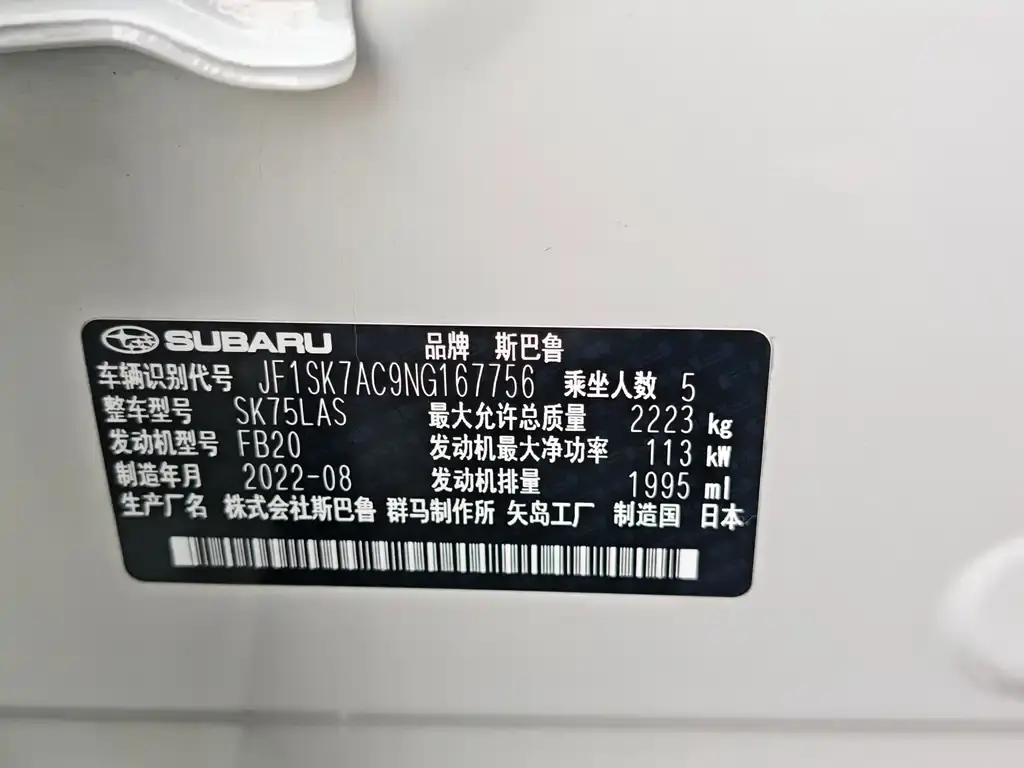 SUBARU 品牌 斯巴鲁
车辆识别代号 JF1SK7AC9NG167756 乘坐人数 5
整车型号 SK75LAS 最大允许总质量 2223 kg
发动机型号 FB20 发动机最大净功率 113 kW
制造年月 2022-08 发动机排量 1995 ml
生产厂名 株式会社斯巴鲁 群马制作所 矢岛工厂 制造国 日本